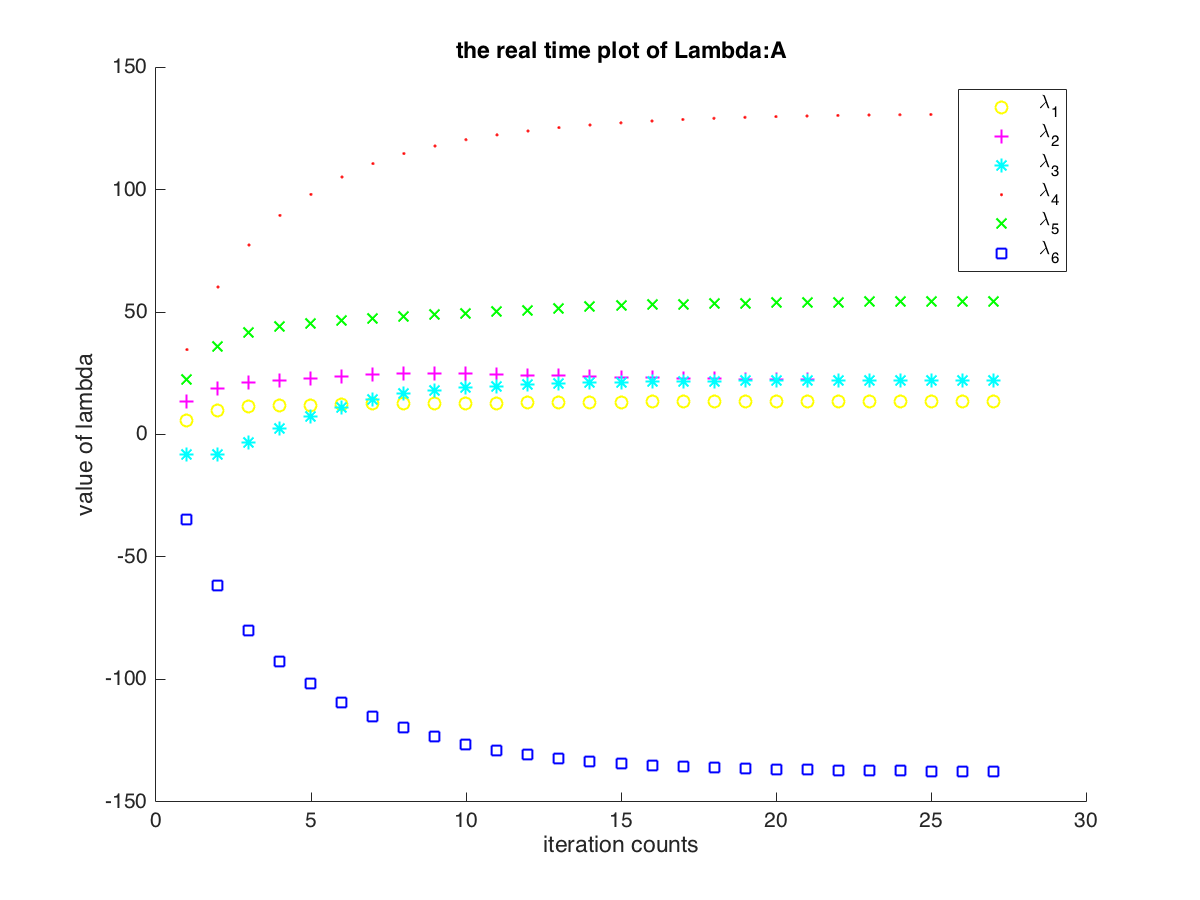 the real time plot of Lambda:A
value of lambda
150
100
50
0
-50
-100
-150
0 5 10 15 20 25 30
iteration counts
λ1
λ2
λ3
λ4
λ5
λ6